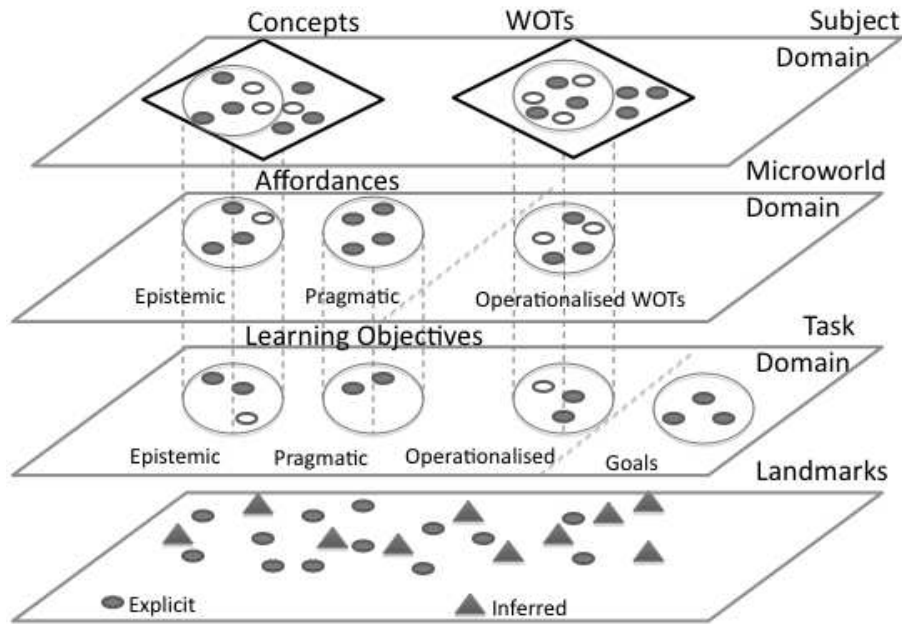 Concepts WOTs Subject
Domain
Affordances Microworld
Domain
Epistemic Pragmatic Operationalised WOTs
Learning Objectives Task
Domain
Epistemic Pragmatic Operationalised Goals
Landmarks
Explicit Inferred